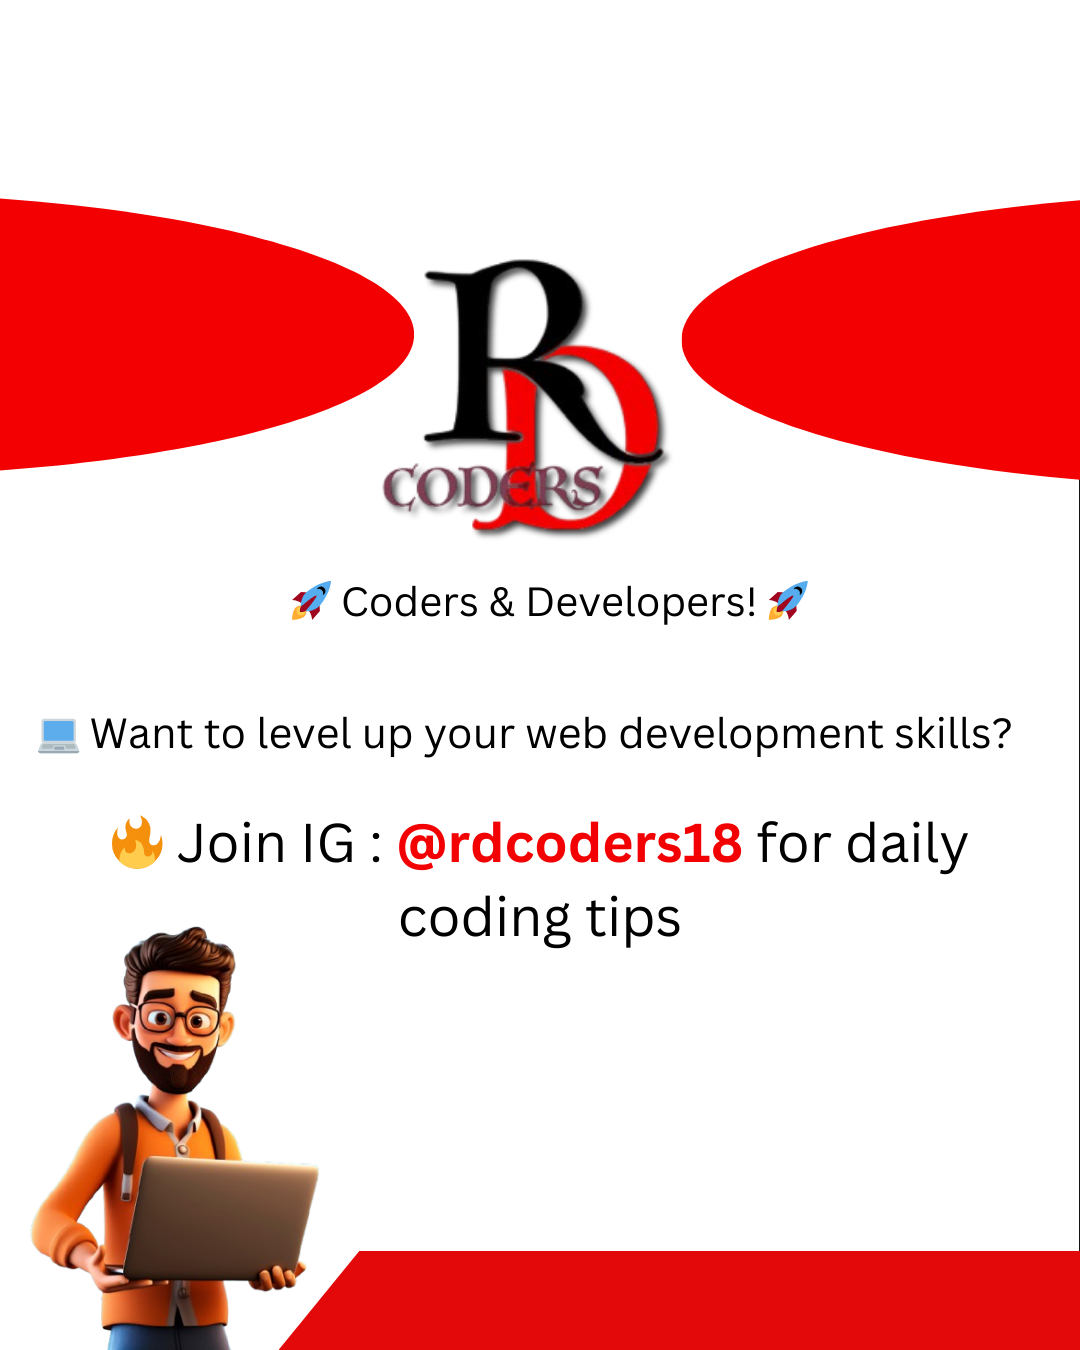 RD
CODERS
🚀 Coders & Developers! 🚀
💻 Want to level up your web development skills?
🔥 Join IG : @rdcoders18 for daily
coding tips